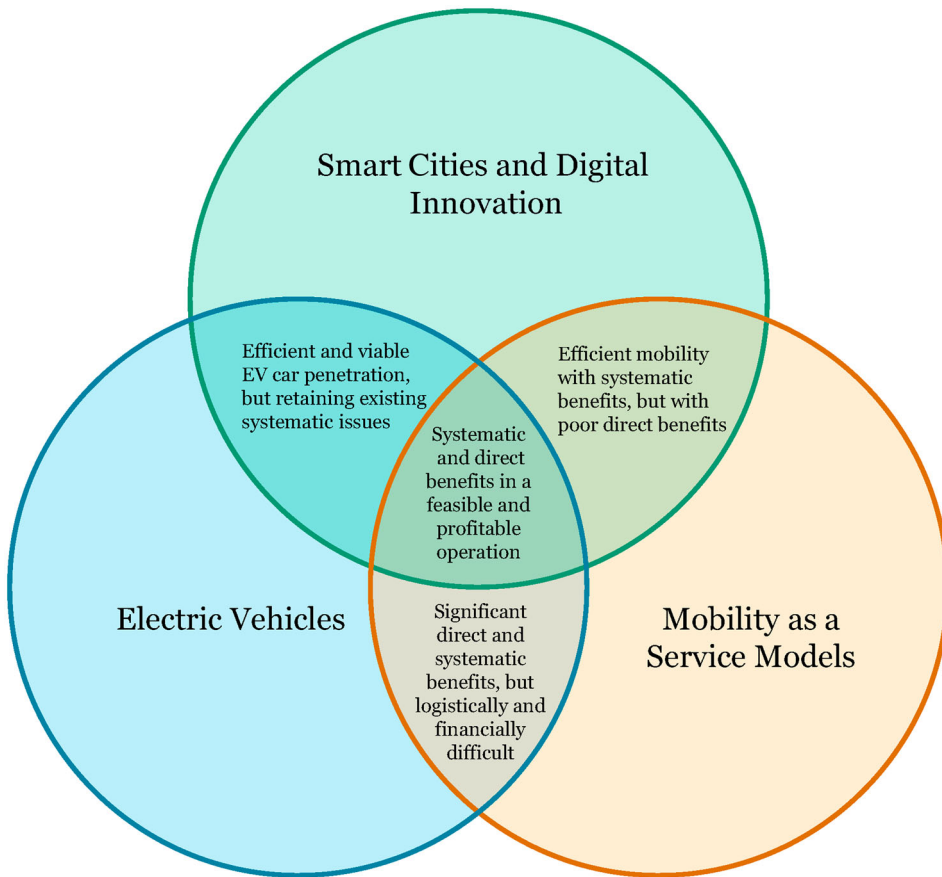 Smart Cities and Digital
Innovation
Efficient and viable
EV car penetration,
but retaining existing
systematic issues
Efficient mobility
with systematic
benefits, but with
poor direct benefits
Systematic
and direct
benefits in a
feasible and
profitable
operation
Electric Vehicles
Significant
direct and
systematic
benefits, but
logistically and
financially
difficult
Mobility as a
Service Models